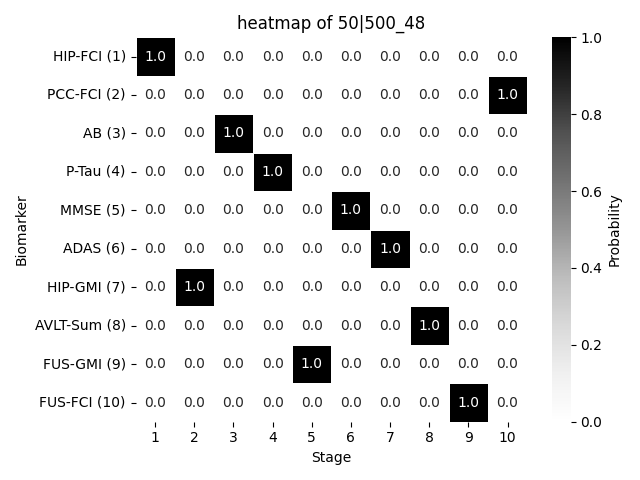 heatmap of 50|500_48
HIP-FCI (1) 1.0 0.0 0.0 0.0 0.0 0.0 0.0 0.0 0.0 0.0
PCC-FCI (2) 0.0 0.0 0.0 0.0 0.0 0.0 0.0 0.0 0.0 1.0
AB (3) 0.0 0.0 1.0 0.0 0.0 0.0 0.0 0.0 0.0 0.0
P-Tau (4) 0.0 0.0 0.0 1.0 0.0 0.0 0.0 0.0 0.0 0.0
MMSE (5) 0.0 0.0 0.0 0.0 0.0 1.0 0.0 0.0 0.0 0.0
ADAS (6) 0.0 0.0 0.0 0.0 0.0 0.0 1.0 0.0 0.0 0.0
HIP-GMI (7) 0.0 1.0 0.0 0.0 0.0 0.0 0.0 0.0 0.0 0.0
AVLT-Sum (8) 0.0 0.0 0.0 0.0 0.0 0.0 0.0 1.0 0.0 0.0
FUS-GMI (9) 0.0 0.0 0.0 0.0 1.0 0.0 0.0 0.0 0.0 0.0
FUS-FCI (10) 0.0 0.0 0.0 0.0 0.0 0.0 0.0 0.0 1.0 0.0
1 2 3 4 5 6 7 8 9 10
Stage
Biomarker
1.0
0.8
0.6
0.4
0.2
0.0
Probability